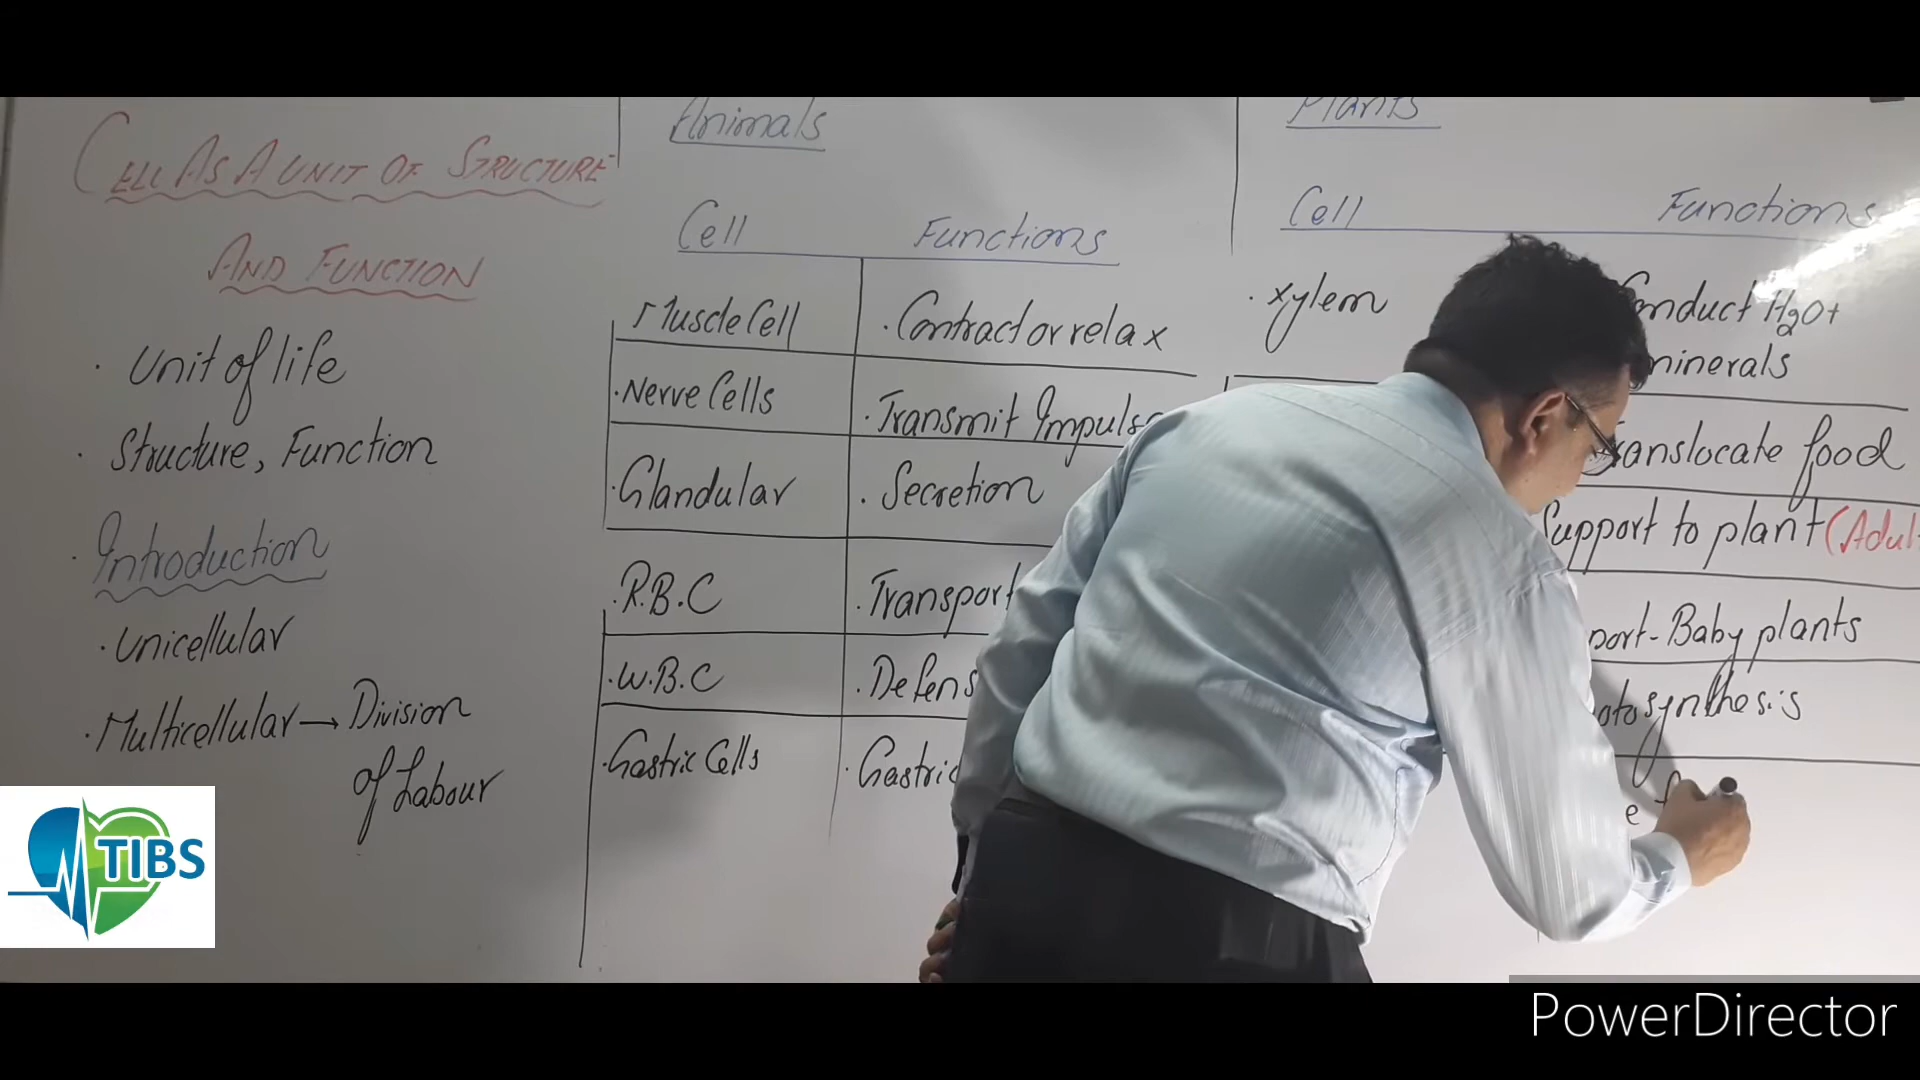 CELL AS A UNIT OF STRUCTURE
AND FUNCTION
. Unit of life
. Structure, Function
. Introduction
. Unicellular
. Multicellular → Division
of Labour
Animals
Cell Functions
Muscle Cell . Contract or relax
. Nerve Cells . Transmit Impuls
. Glandular . Secretion
. R.B.C . Transport
. W.B.C . Defens
. Gastric Cells . Gastric
Plants
Cell Functions
. Xylem Conduct H2O +
minerals
Translocate food
Support to plant (Adul
port - Baby plants
otosynthesis
e
TIBS
PowerDirector